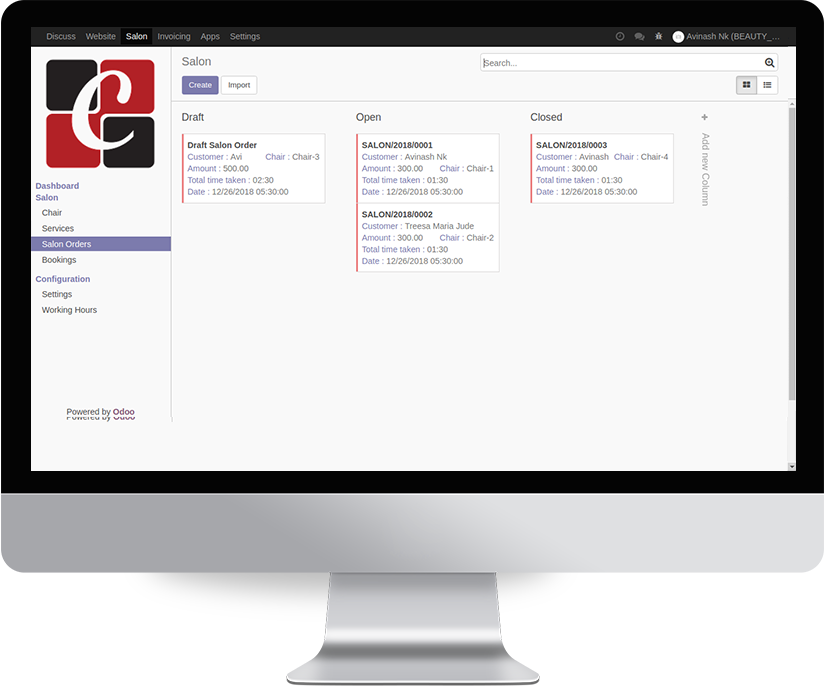 Discuss Website Salon Invoicing Apps Settings Avinash Nk (BEAUTY_...
C
Salon
Search...
Create Import
Dashboard
Salon
Chair
Services
Salon Orders
Bookings
Configuration
Settings
Working Hours
Powered by Odoo
Powered by Odoo
Draft
Draft Salon Order
Customer : Avi Chair : Chair-3
Amount : 500.00
Total time taken : 02:30
Date : 12/26/2018 05:30:00
Open
SALON/2018/0001
Customer : Avinash Nk
Amount : 300.00 Chair : Chair-1
Total time taken : 01:30
Date : 12/26/2018 05:30:00
SALON/2018/0002
Customer : Treesa Maria Jude
Amount : 300.00 Chair : Chair-2
Total time taken : 01:30
Date : 12/26/2018 05:30:00
Closed
SALON/2018/0003
Customer : Avinash Chair : Chair-4
Amount : 300.00
Total time taken : 01:30
Date : 12/26/2018 05:30:00
+
Add new Column